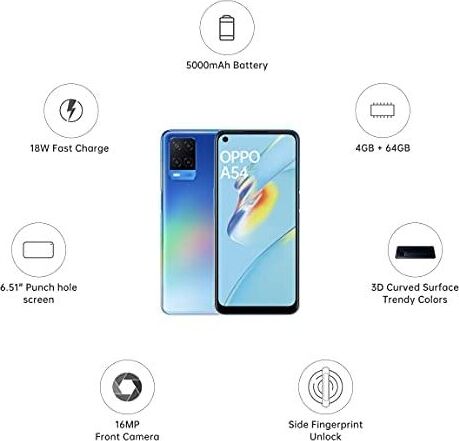 5000mAh Battery
18W Fast Charge
4GB + 64GB
OPPO
A54
6.51” Punch hole
screen
3D Curved Surface
Trendy Colors
16MP
Front Camera
Side Fingerprint
Unlock